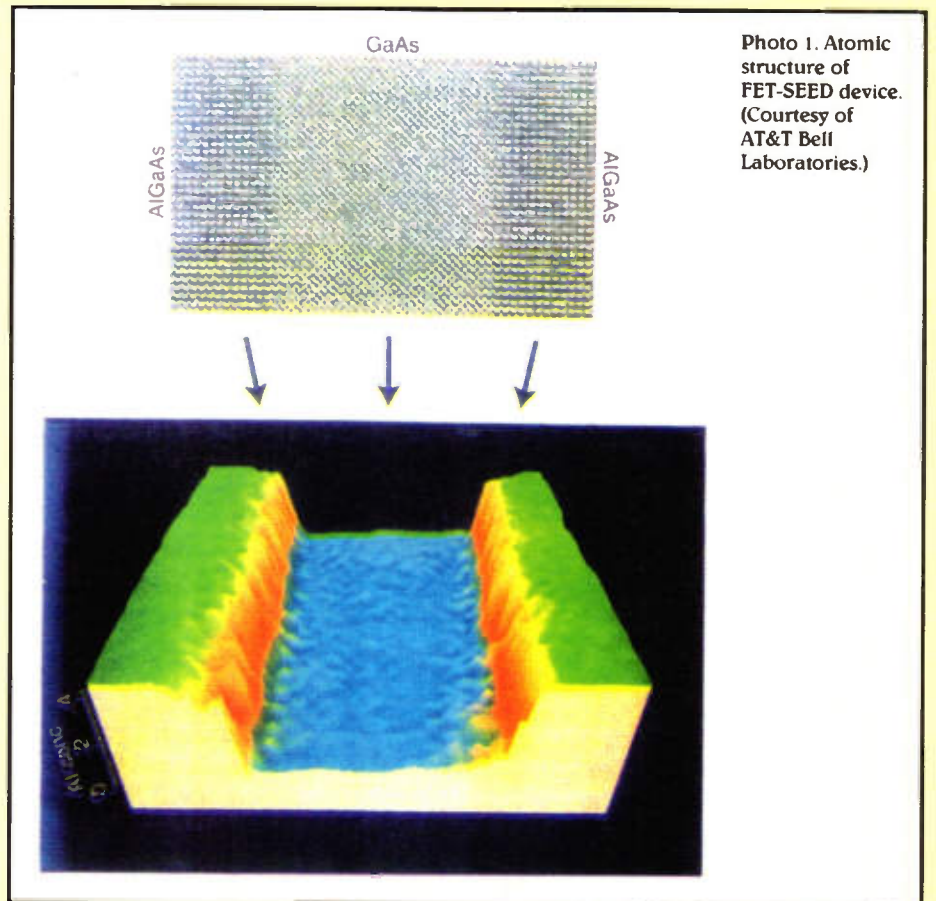 GaAs
AlGaAs
AlGaAs
Photo 1. Atomic
structure of
FET-SEED device.
(Courtesy of
AT&T Bell
Laboratories.)